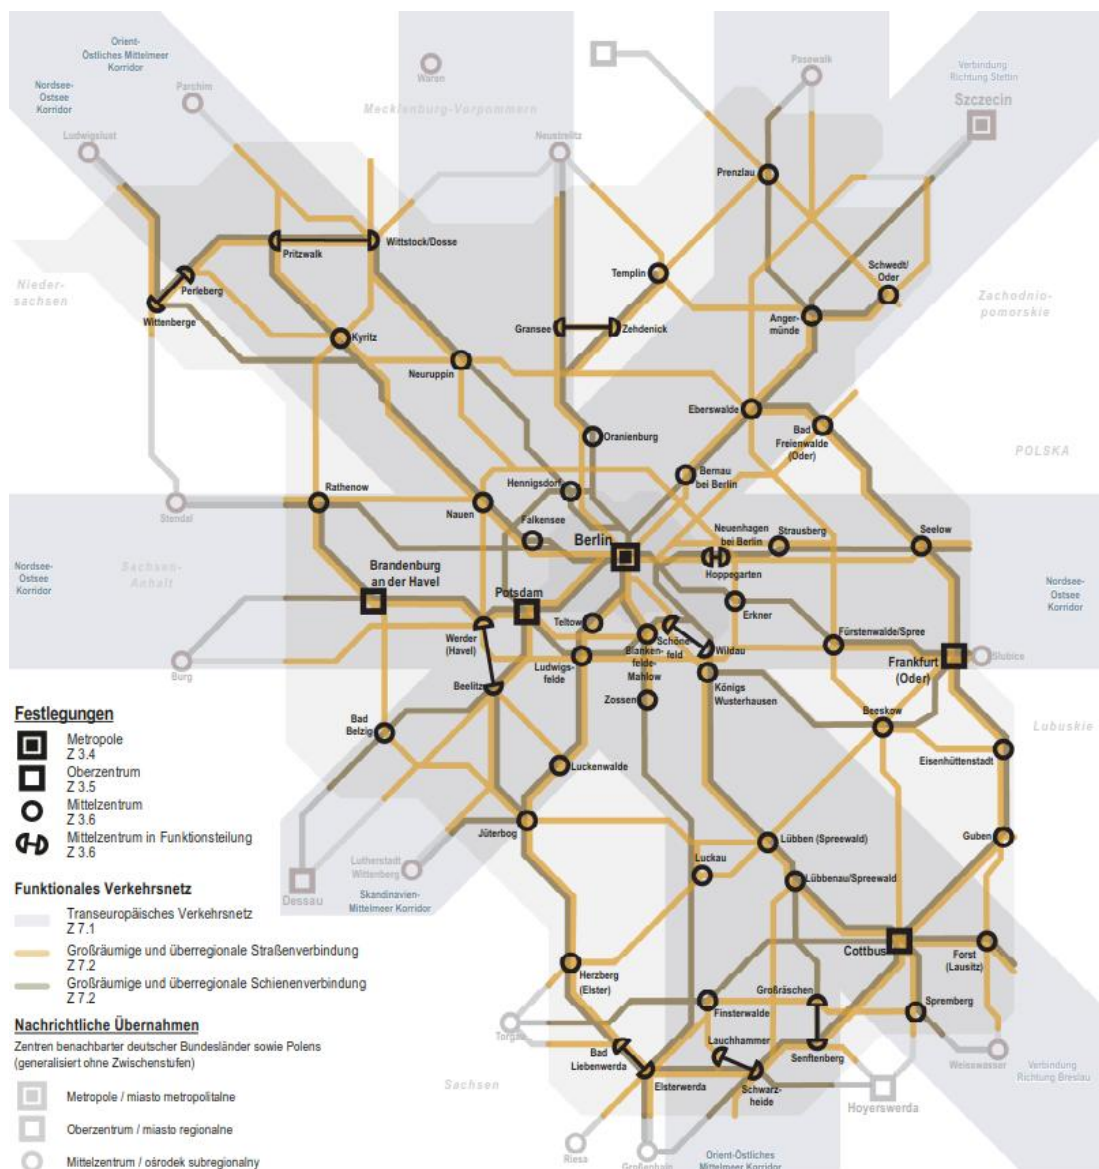 Orient-
Östliches Mittelmeer
Korridor
Nordsee-
Ostsee
Korridor
Parchim
Waren
Mecklenburg-Vorpommern
Pasewalk
Verbindung
Richtung Stettin
Szczecin
Ludwigslust
Neustrelitz
Prenzlau
Pritzwalk
Wittstock/Dosse
Templin
Schwedt/
Oder
Nieder-
sachsen
Perleberg
Wittenberge
Zachodnio-
pomorskie
Gransee
Zehdenick
Anger-
münde
Kyritz
Neuruppin
Eberswalde
Bad
Freienwalde
(Oder)
Oranienburg
POLSKA
Bernau
bei Berlin
Hennigsdorf
Rathenow
Nauen
Stendal
Falkensee
Berlin
Neuenhagen
bei Berlin
Strausberg
Seelow
Hoppegarten
Nordsee-
Ostsee
Korridor
Sachsen-
Anhalt
Brandenburg
an der Havel
Potsdam
Nordsee-
Ostsee
Korridor
Teltow
Erkner
Werder
(Havel)
Schöne-
feld
Wildau
Fürstenwalde/Spree
Blanken-
felde-
Mahlow
Ludwigs-
felde
Frankfurt
(Oder)
Slubice
Burg
Beelitz
Königs
Wusterhausen
Zossen
Beeskow
Lubuskie
Bad
Belzig
Eisenhüttenstadt
Luckenwalde
Jüterbog
Lübben (Spreewald)
Guben
Luckau
Lübbenau/Spreewald
Lutherstadt
Wittenberg
Dessau
Skandinavien-
Mittelmeer Korridor
Cottbus
Forst
(Lausitz)
Herzberg
(Elster)
Großräschen
Finsterwalde
Spremberg
Torgau
Lauchhammer
Bad
Liebenwerda
Senftenberg
Weisswasser
Verbindung
Richtung Breslau
Elsterwerda
Schwarz-
heide
Sachsen
Hoyerswerda
Riesa
Großenhain
Orient-Östliches
Mittelmeer Korridor
Festlegungen
Metropole
Z 3.4
Oberzentrum
Z 3.5
Mittelzentrum
Z 3.6
Mittelzentrum in Funktionsteilung
Z 3.6
Funktionales Verkehrsnetz
Transeuropäisches Verkehrsnetz
Z 7.1
Großräumige und überregionale Straßenverbindung
Z 7.2
Großräumige und überregionale Schienenverbindung
Z 7.2
Nachrichtliche Übernahmen
Zentren benachbarter deutscher Bundesländer sowie Polens
(generalisiert ohne Zwischenstufen)
Metropole / miasto metropolitalne
Oberzentrum / miasto regionalne
Mittelzentrum / ośrodek subregionalny